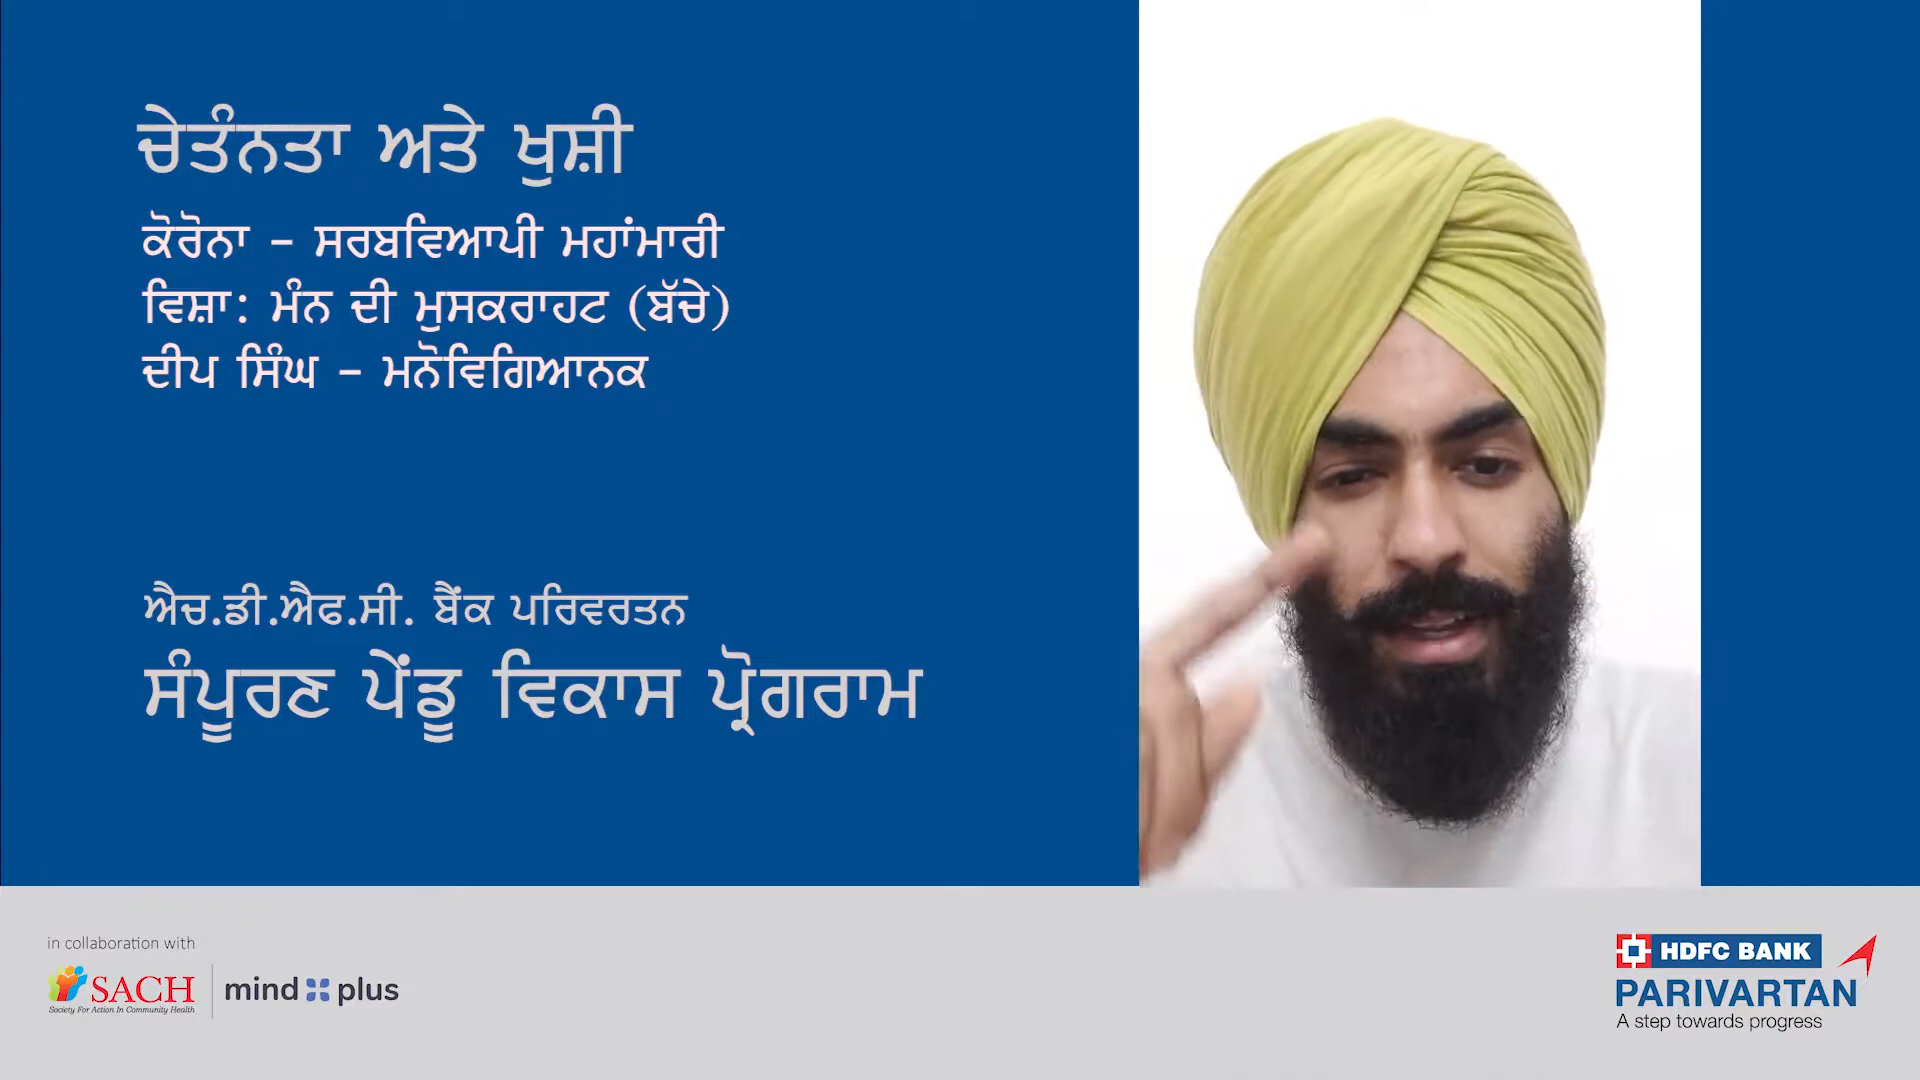 ਚੇਤੰਨਤਾ ਅਤੇ ਖੁਸ਼ੀ
ਕੋਰੋਨਾ – ਸਰਬਵਿਆਪੀ ਮਹਾਂਮਾਰੀ
ਵਿਸ਼ਾ: ਮੰਨ ਦੀ ਮੁਸਕਰਾਹਟ (ਬੱਚੇ)
ਦੀਪ ਸਿੰਘ – ਮਨੋਵਿਗਿਆਨਕ
ਐਚ.ਡੀ.ਐਫ.ਸੀ. ਬੈਂਕ ਪਰਿਵਰਤਨ
ਸੰਪੂਰਣ ਪੇਂਡੂ ਵਿਕਾਸ ਪ੍ਰੋਗਰਾਮ
in collaboration with
SACH
Society For Action In Community Health
mind plus
HDFC BANK
PARIVARTAN
A step towards progress